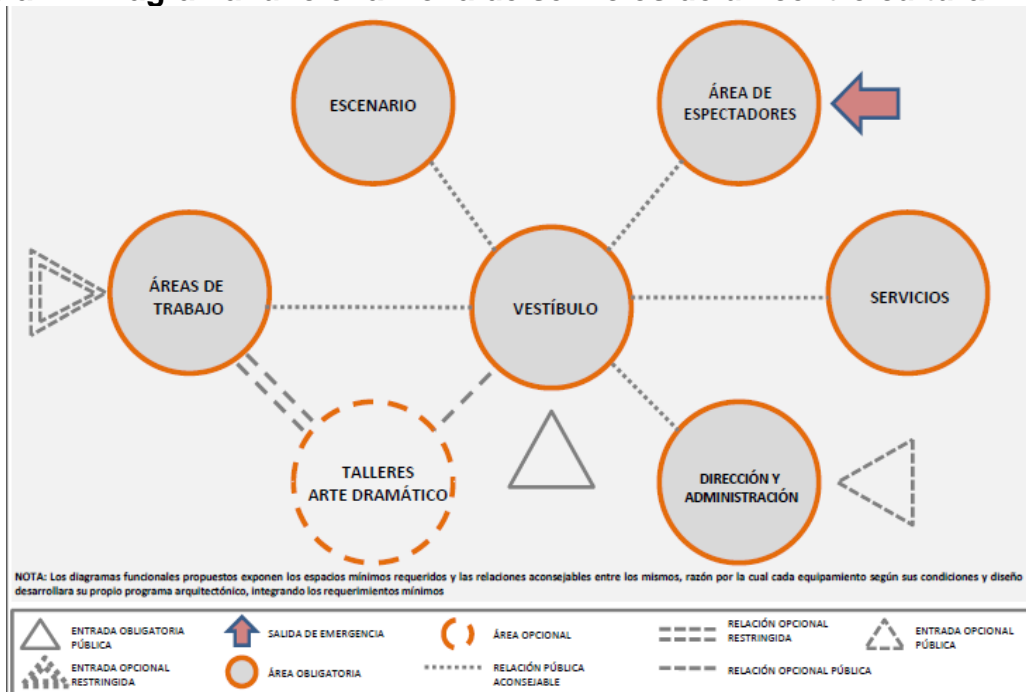 ESCENARIO
ÁREA DE
ESPECTADORES
ÁREAS DE
TRABAJO
VESTÍBULO
SERVICIOS
TALLERES
ARTE DRAMÁTICO
DIRECCIÓN Y
ADMINISTRACIÓN
NOTA: Los diagramas funcionales propuestos exponen los espacios mínimos requeridos y las relaciones aconsejables entre los mismos, razón por la cual cada equipamiento según sus condiciones y diseño
desarrollara su propio programa arquitectónico, integrando los requerimientos mínimos
ENTRADA OBLIGATORIA
PÚBLICA
SALIDA DE EMERGENCIA
ÁREA OPCIONAL
RELACIÓN OPCIONAL
RESTRINGIDA
ENTRADA OPCIONAL
PÚBLICA
ENTRADA OPCIONAL
RESTRINGIDA
ÁREA OBLIGATORIA
RELACIÓN PÚBLICA
ACONSEJABLE
RELACIÓN OPCIONAL PÚBLICA